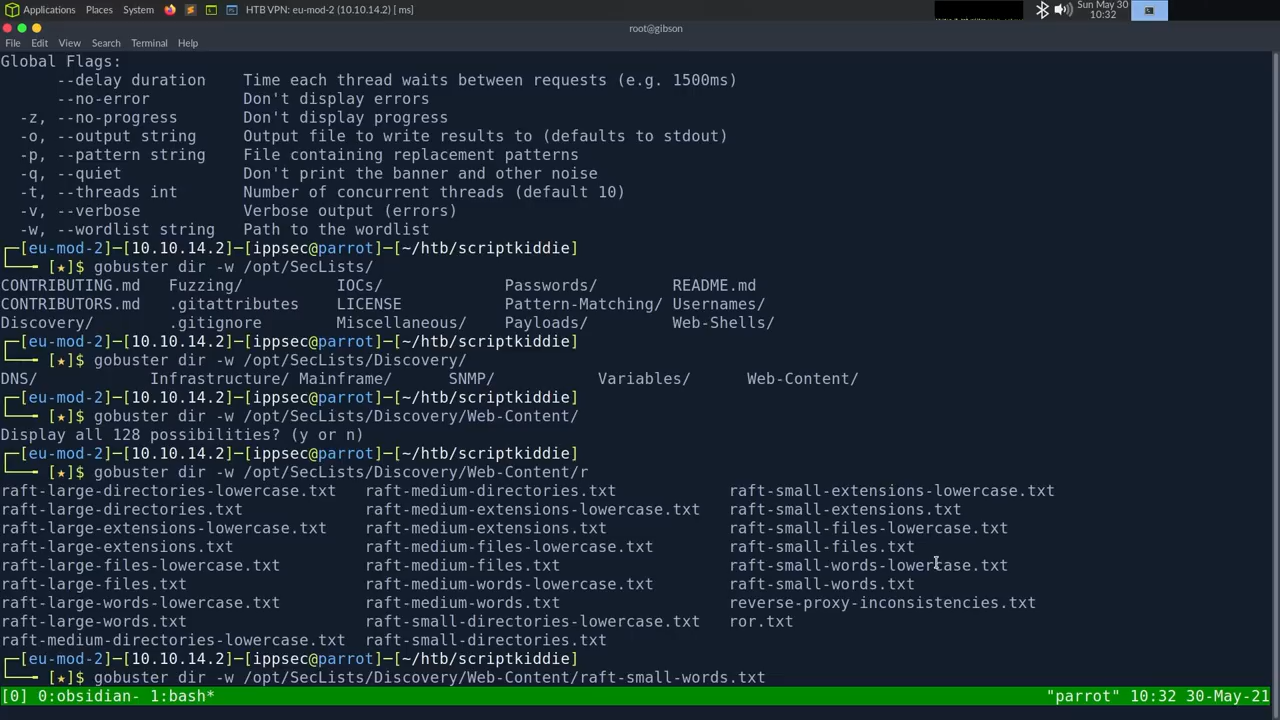 Applications Places System HTB VPN: eu-mod-2 (10.10.14.2) [ ms] Sun May 30
10:32
root@gibson
File Edit View Search Terminal Help
Global Flags:
      --delay duration    Time each thread waits between requests (e.g. 1500ms)
      --no-error          Don't display errors
  -z, --no-progress       Don't display progress
  -o, --output string     Output file to write results to (defaults to stdout)
  -p, --pattern string    File containing replacement patterns
  -q, --quiet             Don't print the banner and other noise
  -t, --threads int       Number of concurrent threads (default 10)
  -v, --verbose           Verbose output (errors)
  -w, --wordlist string   Path to the wordlist
┌─[eu-mod-2]─[10.10.14.2]─[ippsec@parrot]─[~/htb/scriptkiddie]
└──╼ [★]$ gobuster dir -w /opt/SecLists/
CONTRIBUTING.md   Fuzzing/          IOCs/             Passwords/        README.md
CONTRIBUTORS.md   .gitattributes    LICENSE           Pattern-Matching/ Usernames/
Discovery/        .gitignore        Miscellaneous/    Payloads/         Web-Shells/
┌─[eu-mod-2]─[10.10.14.2]─[ippsec@parrot]─[~/htb/scriptkiddie]
└──╼ [★]$ gobuster dir -w /opt/SecLists/Discovery/
DNS/            Infrastructure/ Mainframe/      SNMP/           Variables/      Web-Content/
┌─[eu-mod-2]─[10.10.14.2]─[ippsec@parrot]─[~/htb/scriptkiddie]
└──╼ [★]$ gobuster dir -w /opt/SecLists/Discovery/Web-Content/
Display all 128 possibilities? (y or n)
┌─[eu-mod-2]─[10.10.14.2]─[ippsec@parrot]─[~/htb/scriptkiddie]
└──╼ [★]$ gobuster dir -w /opt/SecLists/Discovery/Web-Content/r
raft-large-directories-lowercase.txt   raft-medium-directories.txt            raft-small-extensions-lowercase.txt
raft-large-directories.txt             raft-medium-extensions-lowercase.txt   raft-small-extensions.txt
raft-large-extensions-lowercase.txt    raft-medium-extensions.txt             raft-small-files-lowercase.txt
raft-large-extensions.txt              raft-medium-files-lowercase.txt        raft-small-files.txt
raft-large-files-lowercase.txt         raft-medium-files.txt                  raft-small-words-lowercase.txt
raft-large-files.txt                   raft-medium-words-lowercase.txt        raft-small-words.txt
raft-large-words-lowercase.txt         raft-medium-words.txt                  reverse-proxy-inconsistencies.txt
raft-large-words.txt                   raft-small-directories-lowercase.txt   ror.txt
raft-medium-directories-lowercase.txt  raft-small-directories.txt
┌─[eu-mod-2]─[10.10.14.2]─[ippsec@parrot]─[~/htb/scriptkiddie]
└──╼ [★]$ gobuster dir -w /opt/SecLists/Discovery/Web-Content/raft-small-words.txt
[0] 0:obsidian- 1:bash* "parrot" 10:32 30-May-21